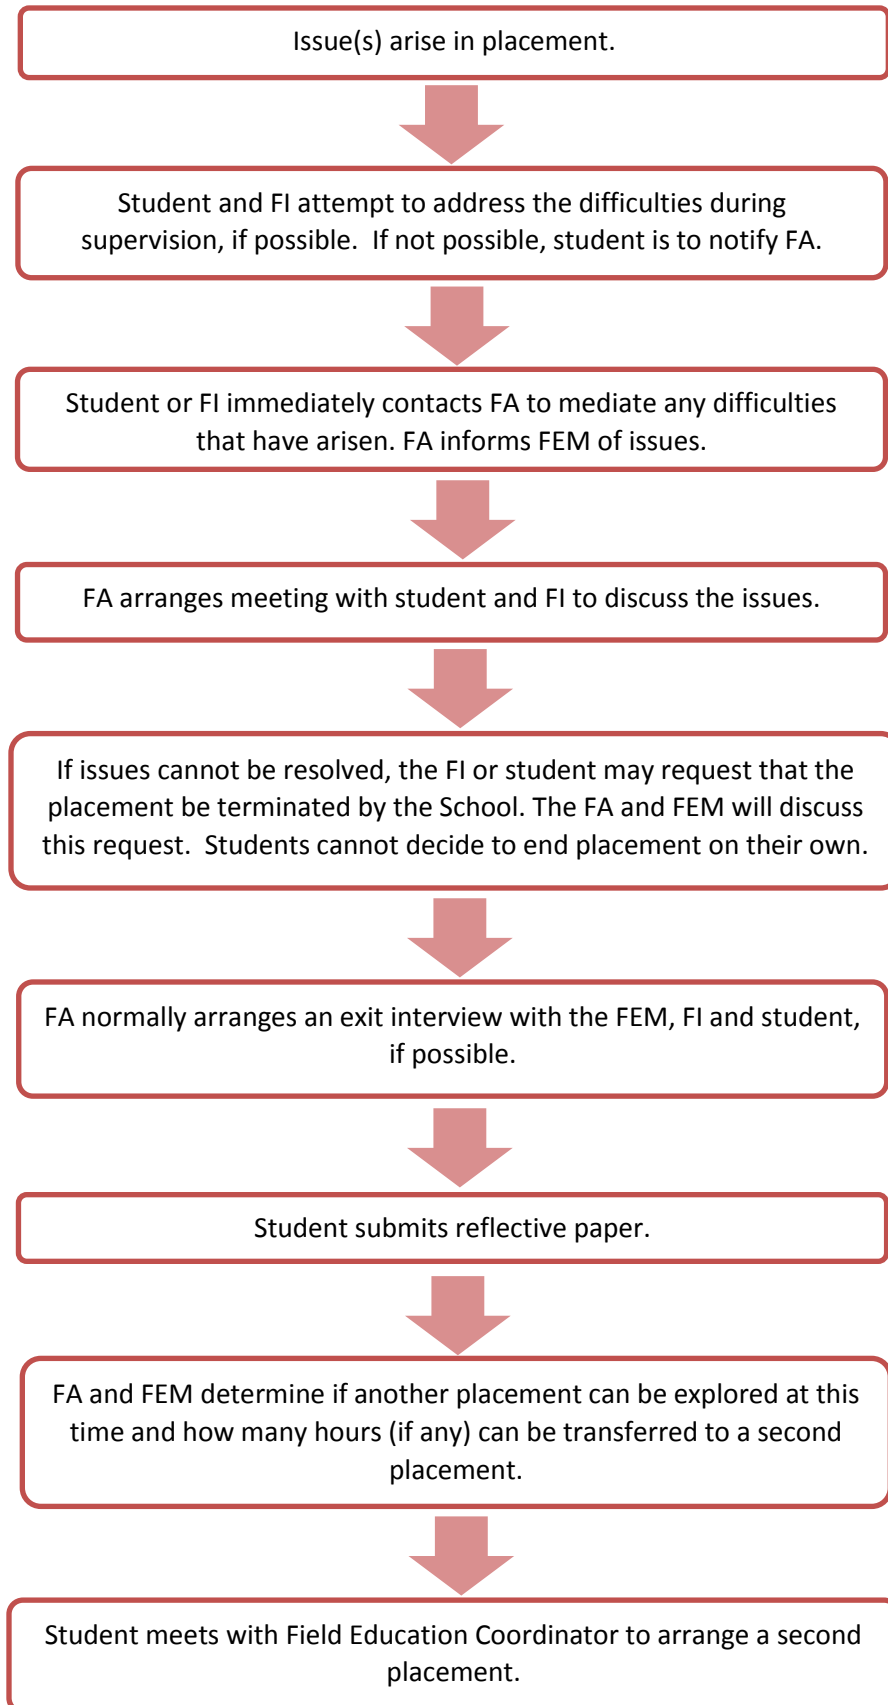 Issue(s) arise in placement.
Student and FI attempt to address the difficulties during
supervision, if possible.  If not possible, student is to notify FA.
Student or FI immediately contacts FA to mediate any difficulties
that have arisen. FA informs FEM of issues.
FA arranges meeting with student and FI to discuss the issues.
If issues cannot be resolved, the FI or student may request that the
placement be terminated by the School. The FA and FEM will discuss
this request.  Students cannot decide to end placement on their own.
FA normally arranges an exit interview with the FEM, FI and student,
if possible.
Student submits reflective paper.
FA and FEM determine if another placement can be explored at this
time and how many hours (if any) can be transferred to a second
placement.
Student meets with Field Education Coordinator to arrange a second
placement.